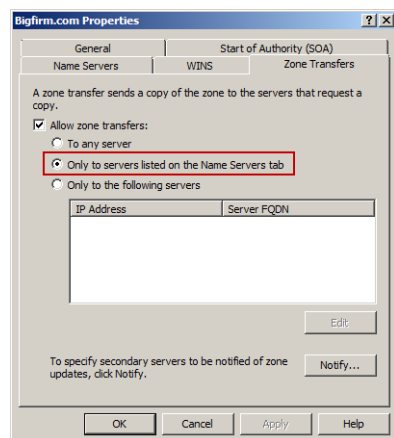 Bigfirm.com Properties
General
Start of Authority (SOA)
Name Servers
WINS
Zone Transfers
A zone transfer sends a copy of the zone to the servers that request a
copy.
Allow zone transfers:
To any server
Only to servers listed on the Name Servers tab
Only to the following servers
IP Address
Server FQDN
Edit
To specify secondary servers to be notified of zone
updates, click Notify.
Notify...
OK
Cancel
Apply
Help